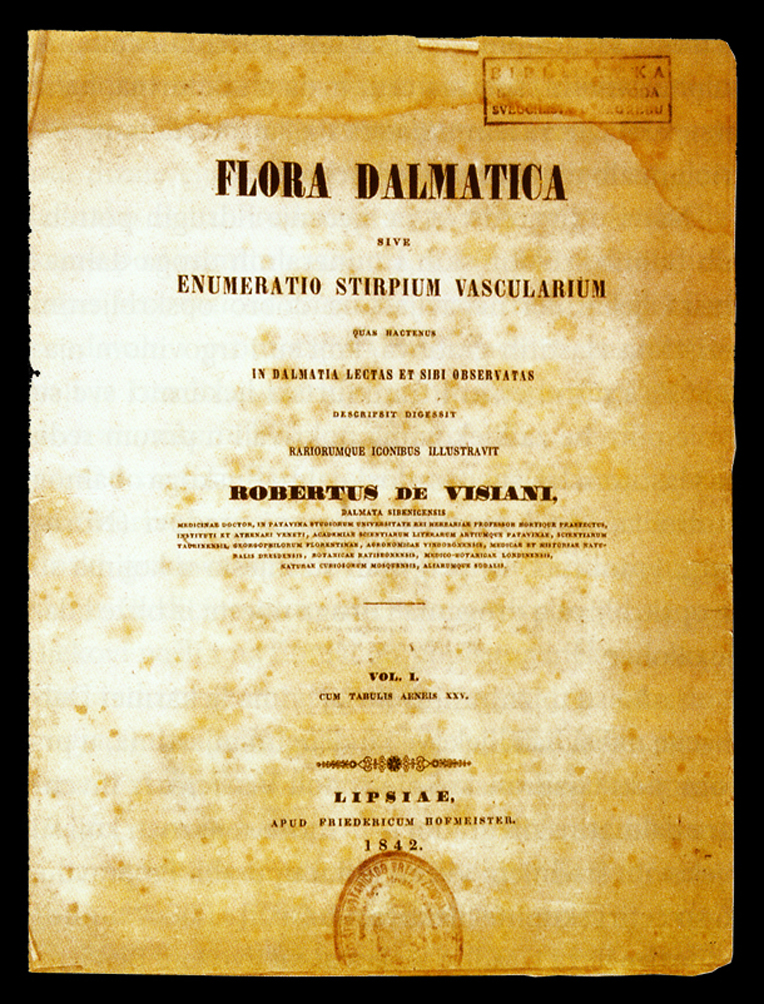 FLORA DALMATICA
SIVE
ENUMERATIO STIRPIUM VASCULARIUM
QUAS HACTENUS
IN DALMATIA LECTAS ET SIBI OBSERVATAS
DESCRIPSIT DIGESSIT
RARIORUMQUE ICONIBUS ILLUSTRAVIT
ROBERTUS DE VISIANI,
DALMATA SIBENICENSIS
MEDICINAE DOCTOR, IN PATAVINA STUDIORUM UNIVERSITATE REI HERBARIAE PROFESSOR HORTIQUE PRAEFECTUS,
INSTITUTI ET ATHENAEI VENETI, ACADEMIAE SCIENTIARUM LITERARUM ARTIUMQUE PATAVINAE, SCIENTIARUM
TAURINENSIS, GEORGOPHILORUM FLORENTINAE, AGRONOMICAE VINDOBONENSIS, MEDICAE ET HISTORIAE NATU-
RALIS DRESDENSIS, BOTANICAE RATISBONENSIS, MEDICO-BOTANICAE LONDINENSIS,
NATURAE CURIOSORUM MOSQUENSIS, ALIARUMQUE SODALIS.
VOL. I.
CUM TABULIS AENEIS XXV.
LIPSIAE,
APUD FRIEDERICUM HOFMEISTER.
1842.